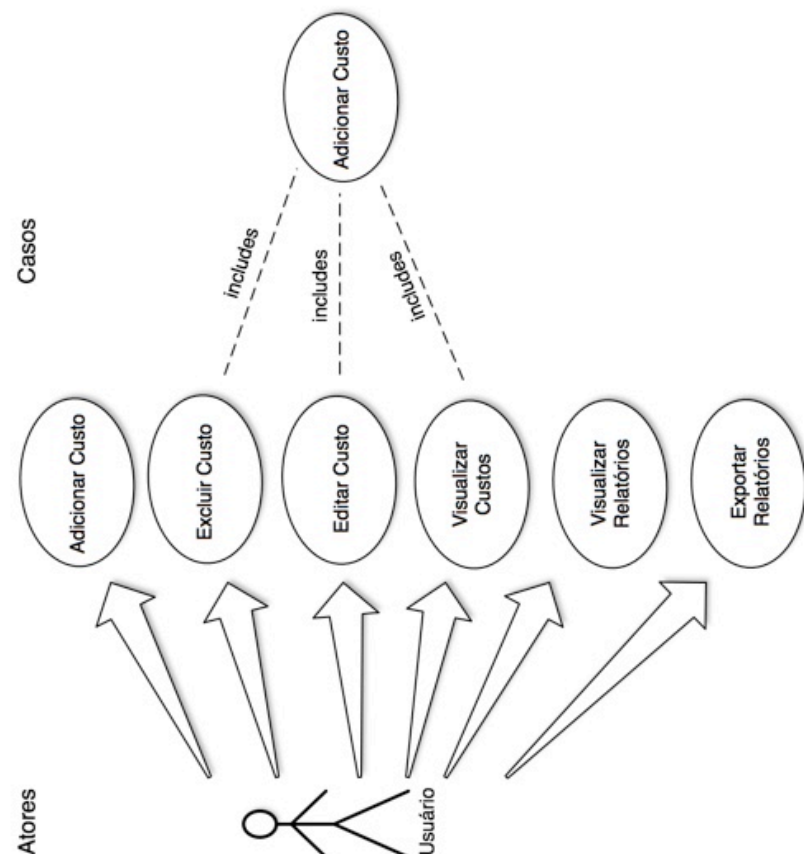 Atores
Casos
Usuário
Adicionar Custo
Excluir Custo
Editar Custo
Visualizar
Custos
Visualizar
Relatórios
Exportar
Relatórios
includes
includes
includes
Adicionar Custo